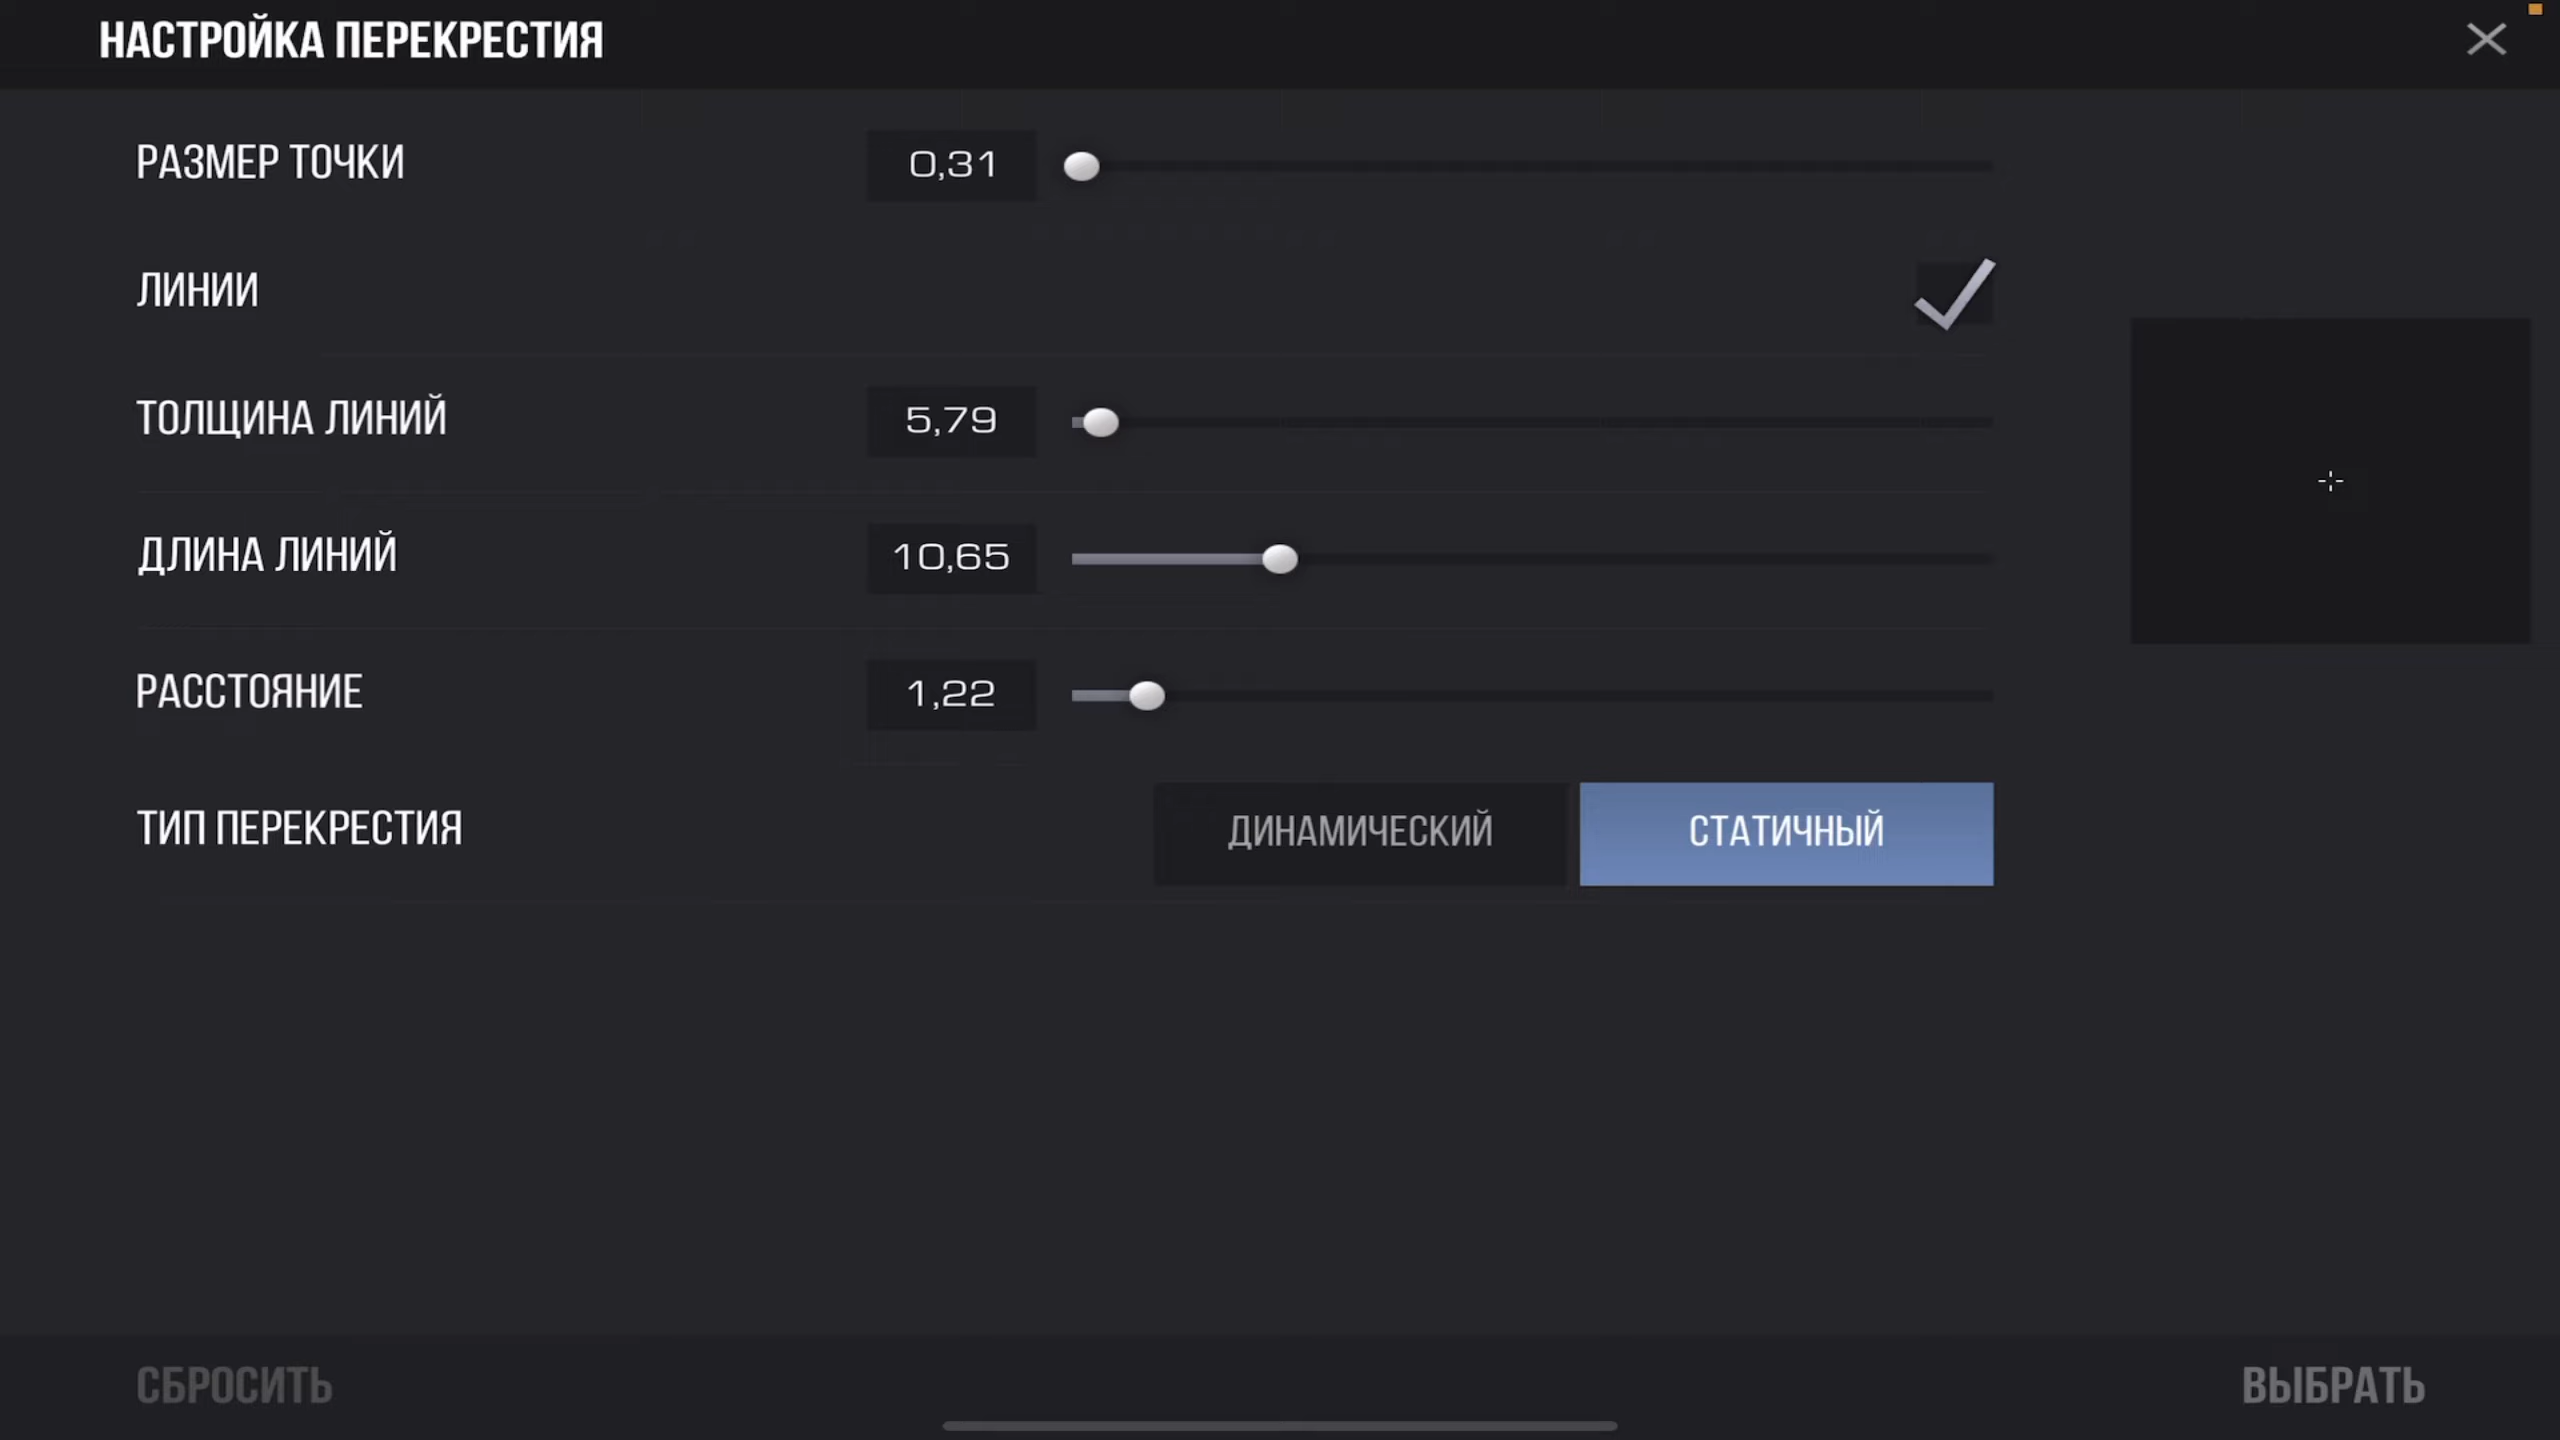 НАСТРОЙКА ПЕРЕКРЕСТИЯ
РАЗМЕР ТОЧКИ 0,31
ЛИНИИ
ТОЛЩИНА ЛИНИЙ 5,79
ДЛИНА ЛИНИЙ 10,65
РАССТОЯНИЕ 1,22
ТИП ПЕРЕКРЕСТИЯ ДИНАМИЧЕСКИЙ СТАТИЧНЫЙ
СБРОСИТЬ ВЫБРАТЬ